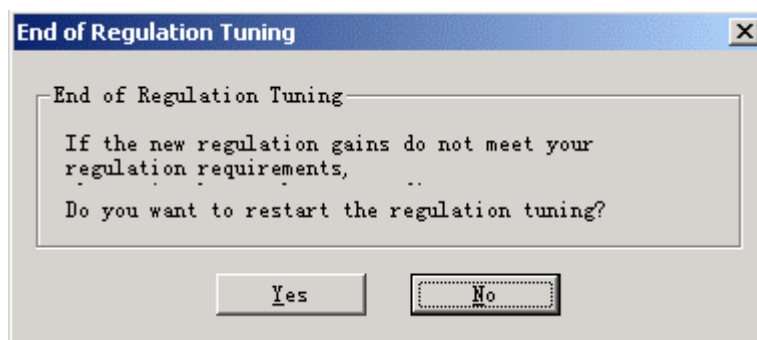 End of Regulation Tuning
End of Regulation Tuning
If the new regulation gains do not meet your
regulation requirements,
Do you want to restart the regulation tuning?
Yes
No